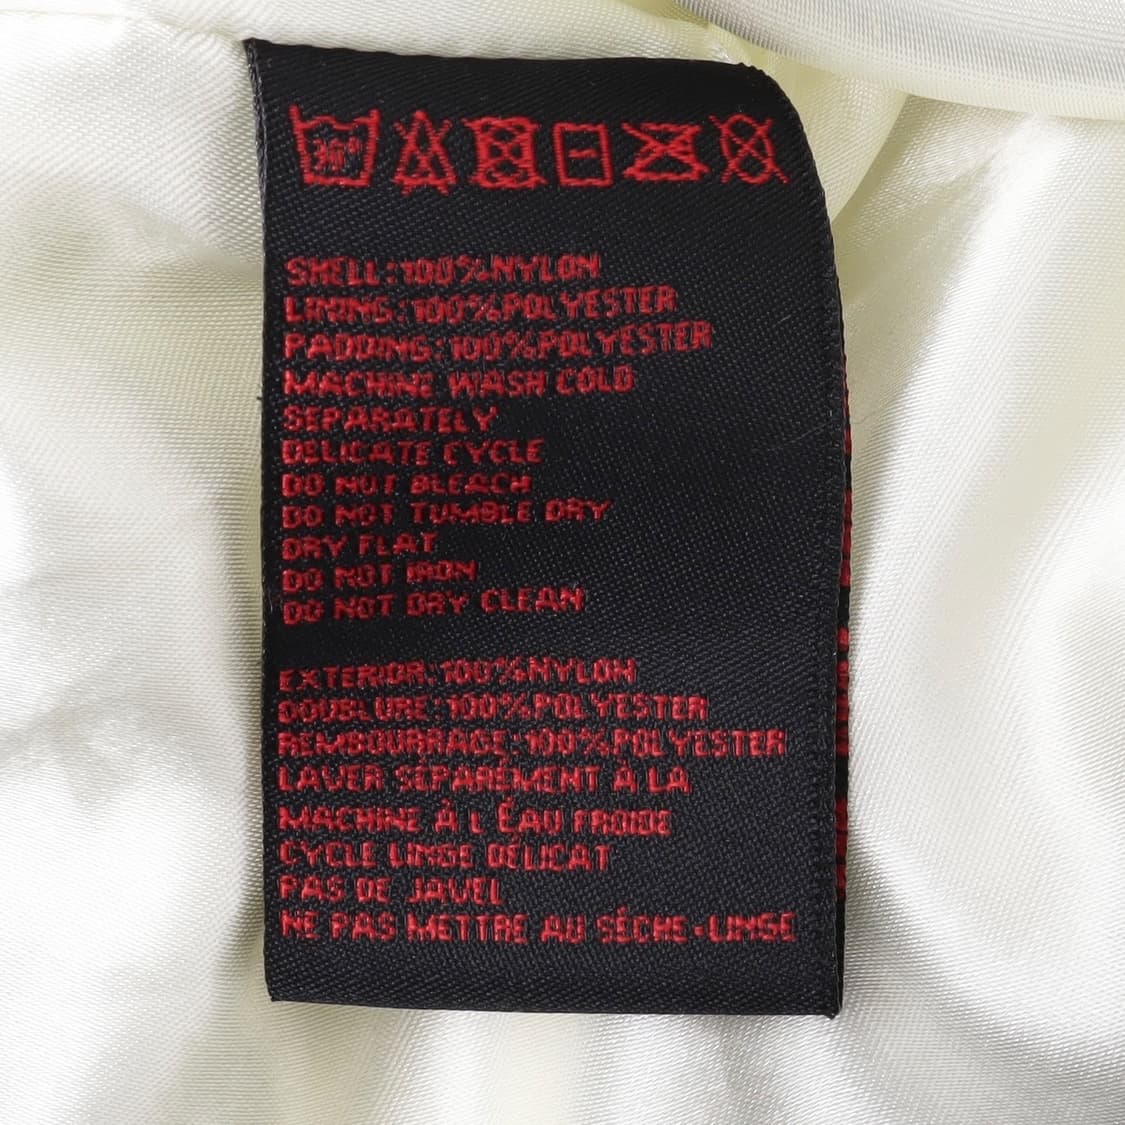 30°
SHELL:100%NYLON
LINING:100%POLYESTER
PADDING:100%POLYESTER
MACHINE WASH COLD
SEPARATELY
DELICATE CYCLE
DO NOT BLEACH
DO NOT TUMBLE DRY
DRY FLAT
DO NOT IRON
DO NOT DRY CLEAN
EXTERIOR:100%NYLON
DOUBLURE:100%POLYESTER
REMBOURRAGE:100%POLYESTER
LAVER SÉPARÉMENT À LA
MACHINE À L ÉAU FROIDE
CYCLE LINGE DÉLICAT
PAS DE JAVEL
NE PAS METTRE AU SÉCHE-LINGE